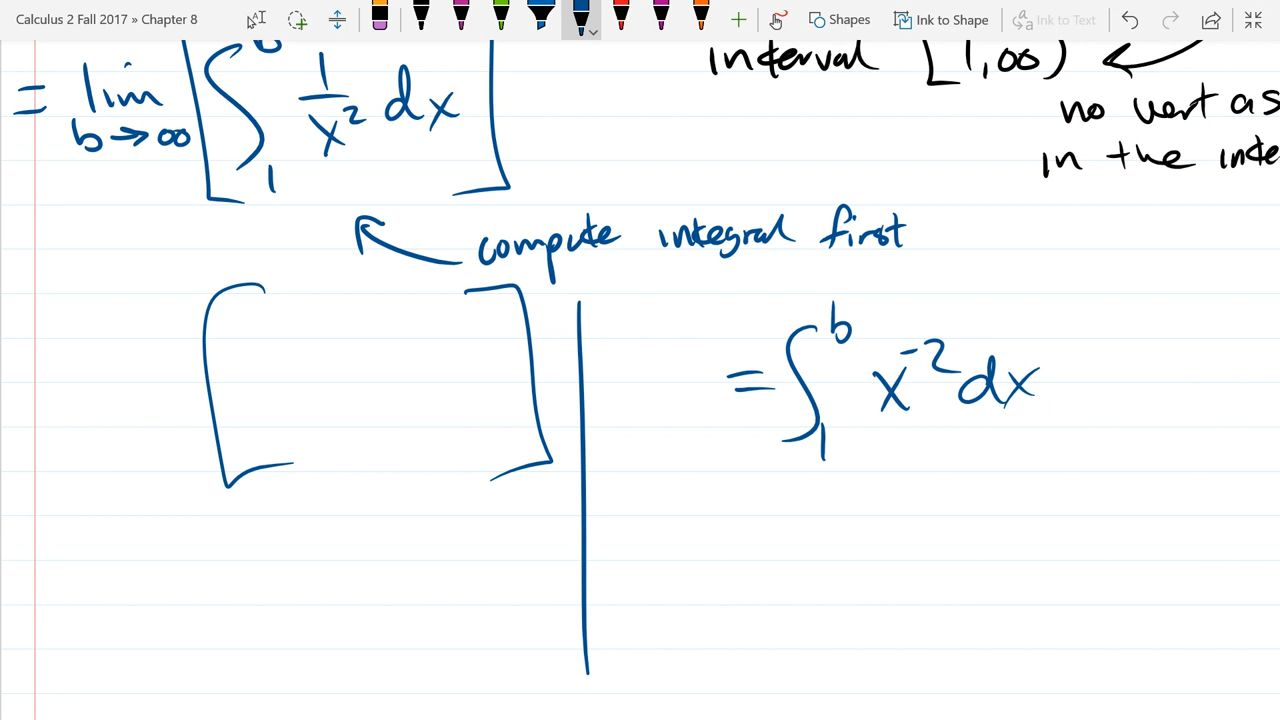 Calculus 2 Fall 2017 » Chapter 8
Shapes
Ink to Shape
Ink to Text
= lim b→∞ [∫₁ᵇ 1/x² dx]
interval [1,∞)
no vert as
in the inte
compute integral first
[ ]
= ∫₁ᵇ x⁻² dx